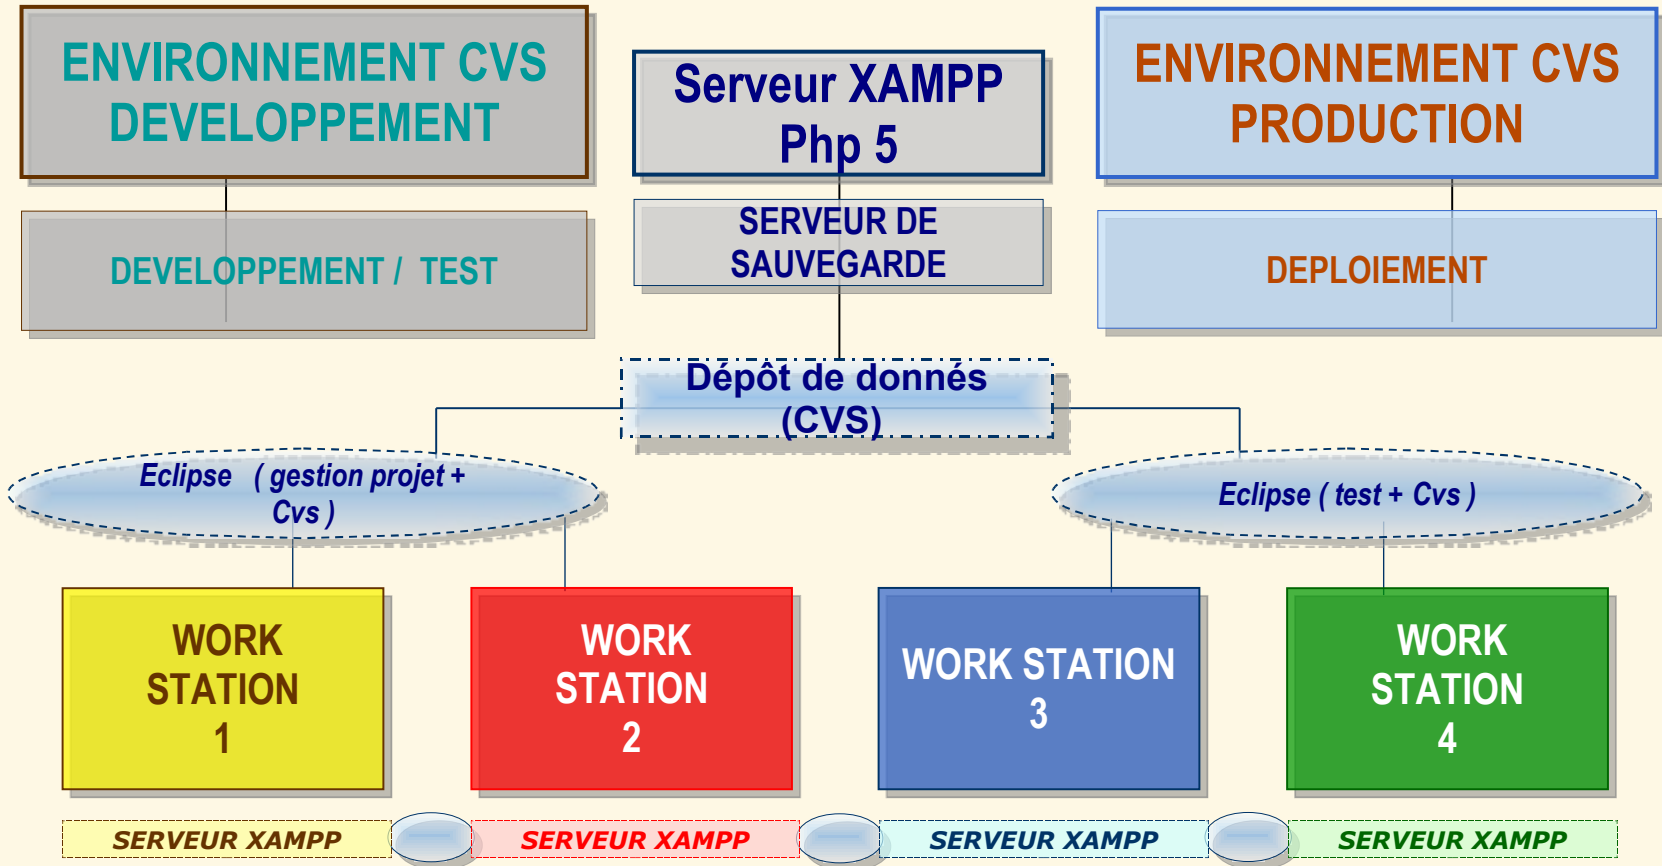 ENVIRONNEMENT CVS
DEVELOPPEMENT
DEVELOPPEMENT / TEST
Serveur XAMPP
Php 5
SERVEUR DE
SAUVEGARDE
ENVIRONNEMENT CVS
PRODUCTION
DEPLOIEMENT
Dépôt de donnés
(CVS)
Eclipse ( gestion projet +
Cvs )
Eclipse ( test + Cvs )
WORK
STATION
1
WORK
STATION
2
WORK STATION
3
WORK
STATION
4
SERVEUR XAMPP
SERVEUR XAMPP
SERVEUR XAMPP
SERVEUR XAMPP